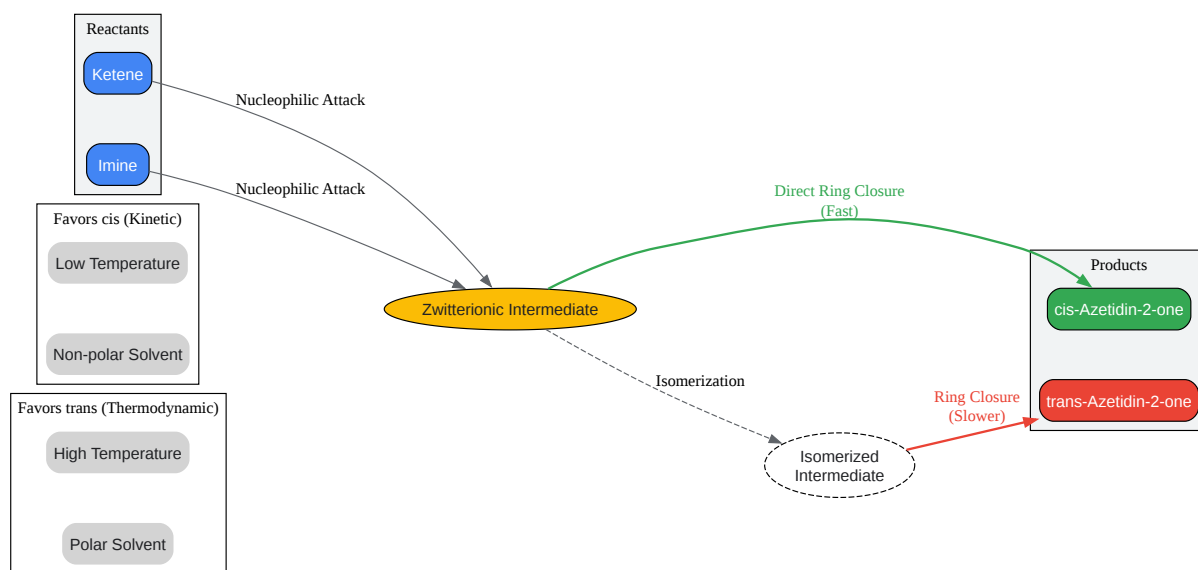 Reactants
Ketene
Nucleophilic Attack
Imine
Nucleophilic Attack
Favors cis (Kinetic)
Low Temperature
Non-polar Solvent
Favors trans (Thermodynamic)
High Temperature
Polar Solvent
Zwitterionic Intermediate
Direct Ring Closure
(Fast)
Isomerization
Isomerized
Intermediate
Ring Closure
(Slower)
Products
cis-Azetidin-2-one
trans-Azetidin-2-one